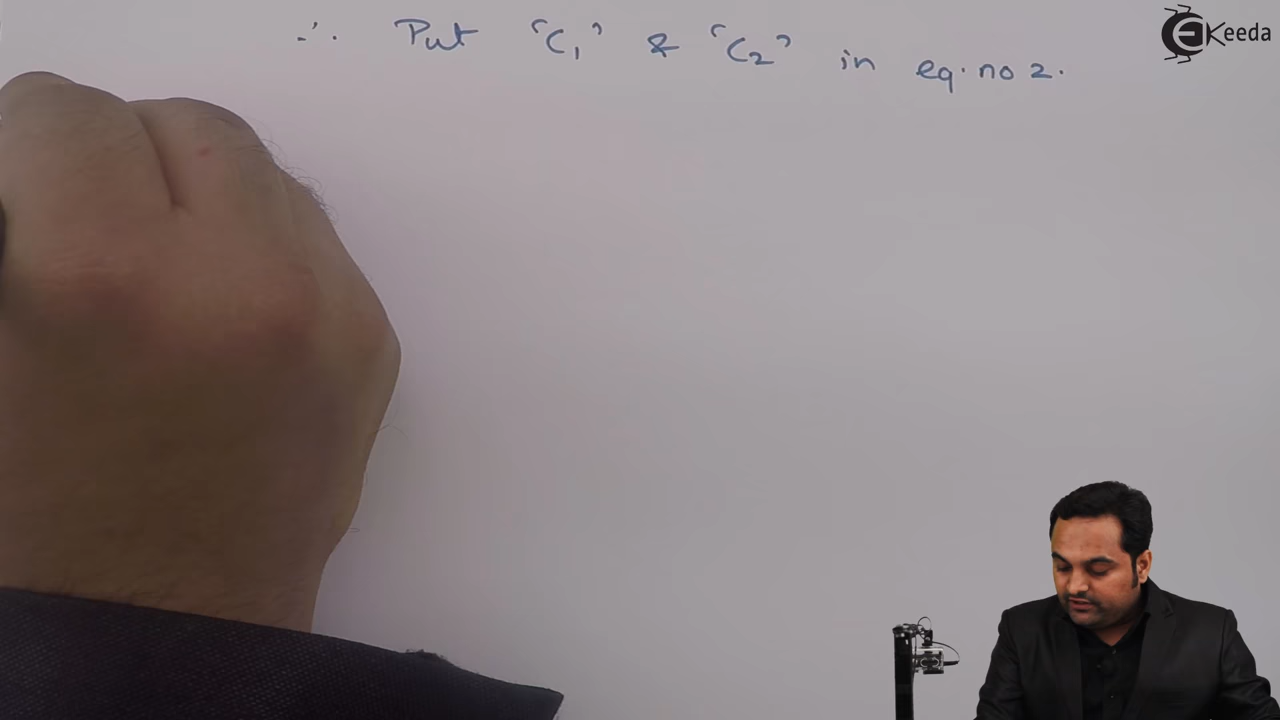 ∴ Put "C₁" & "C₂" in eq. no 2.
EKeeda